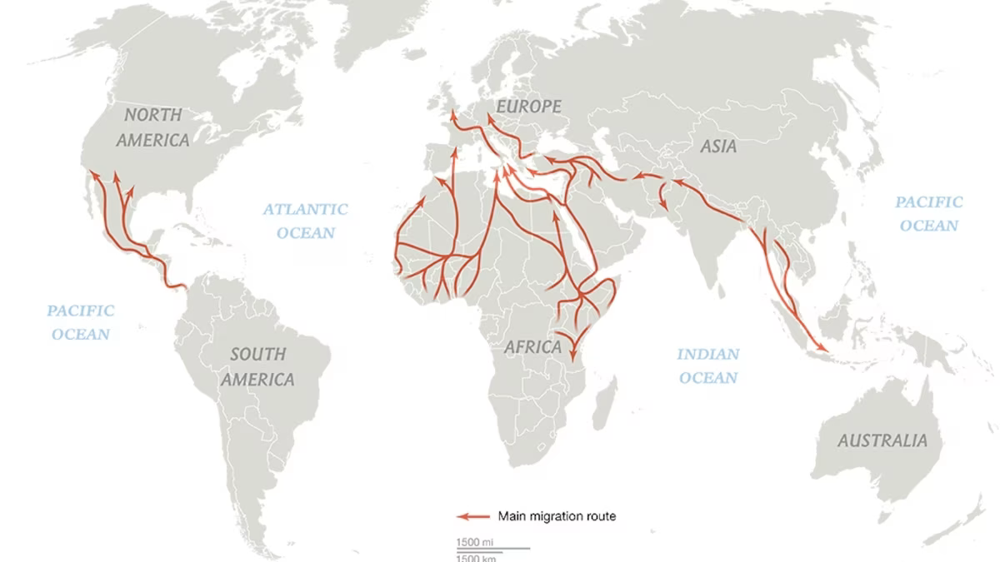 NORTH
AMERICA
EUROPE
ASIA
ATLANTIC
OCEAN
PACIFIC
OCEAN
PACIFIC
OCEAN
SOUTH
AMERICA
AFRICA
INDIAN
OCEAN
AUSTRALIA
Main migration route
1500 mi
1500 km